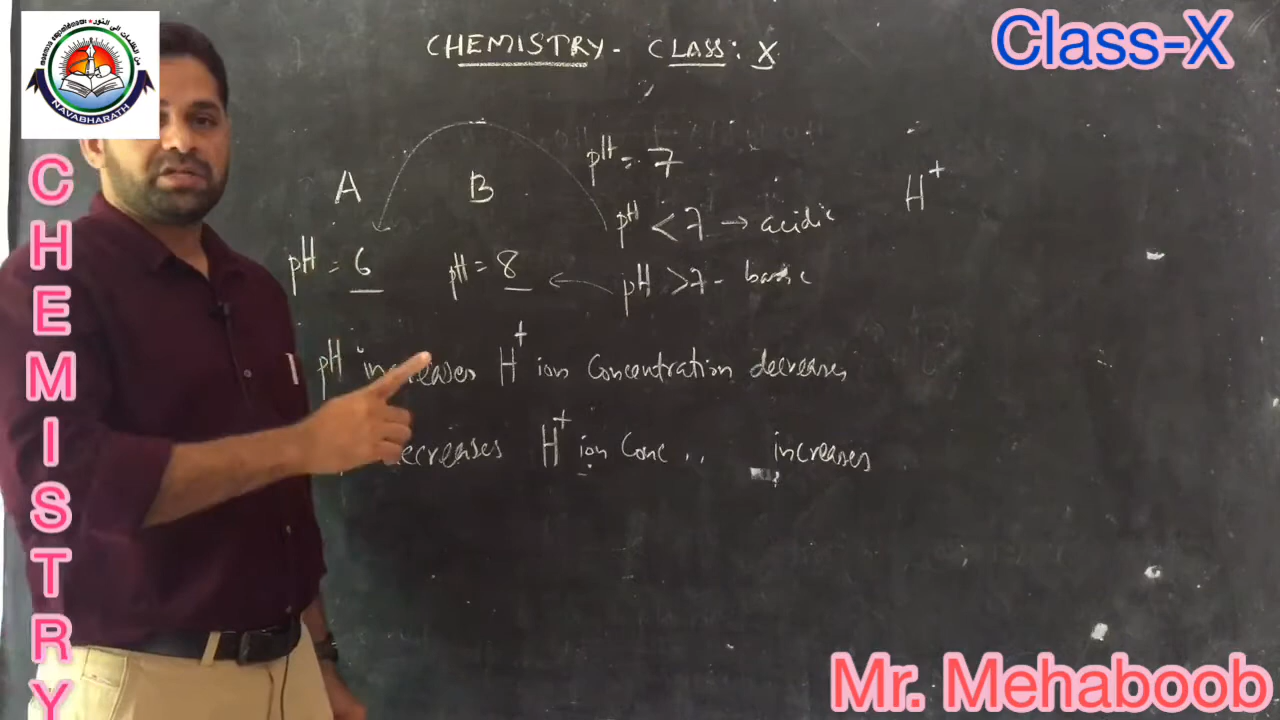 NAVABHARATH
CHEMISTRY
Class-X
CHEMISTRY - CLASS: X
pH = 7
A B
H+
pH < 7 → acidic
pH = 6 pH = 8
pH > 7 - basic
pH increases H+ ion Concentration decreases
decreases H+ ion Conc .. increases
Mr. Mehaboob